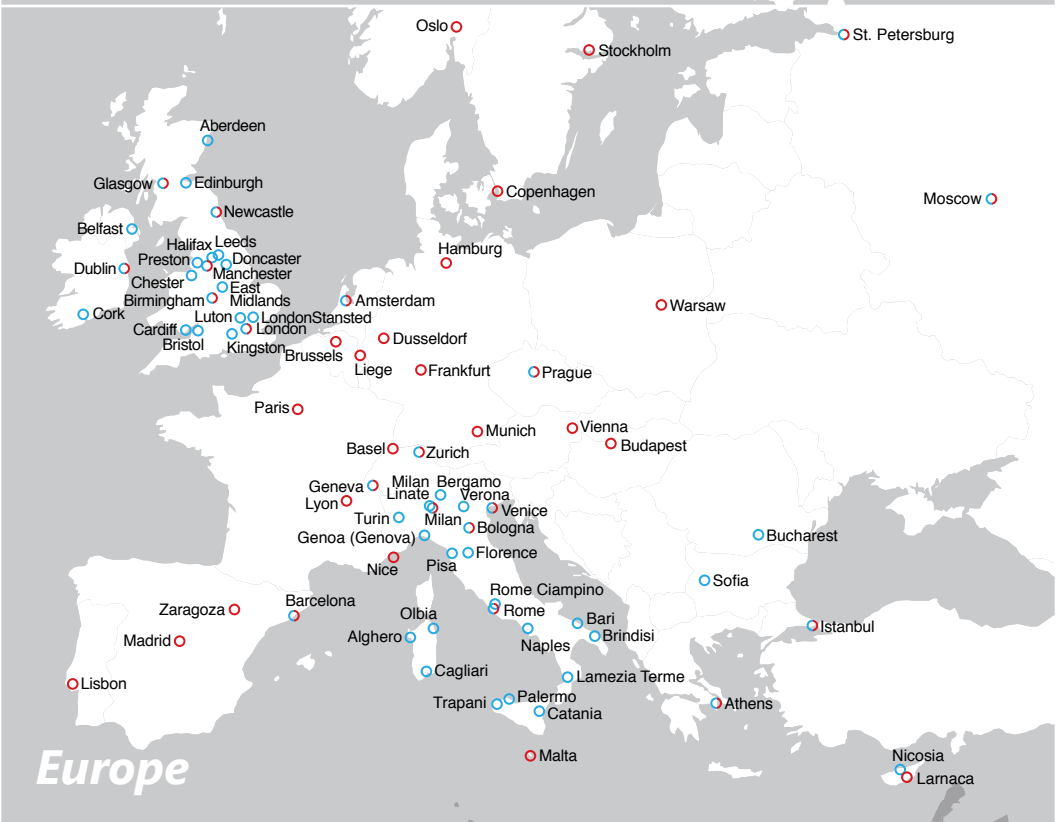 Oslo
St. Petersburg
Stockholm
Aberdeen
Glasgow
Edinburgh
Copenhagen
Moscow
Newcastle
Belfast
Halifax
Leeds
Hamburg
Preston
Doncaster
Dublin
Manchester
Chester
East
Midlands
Birmingham
Amsterdam
Warsaw
Cork
Luton
LondonStansted
Cardiff
London
Bristol
Kingston
Dusseldorf
Brussels
Liege
Frankfurt
Prague
Paris
Vienna
Munich
Budapest
Basel
Zurich
Geneva
Milan
Linate
Bergamo
Verona
Lyon
Venice
Turin
Milan
Bologna
Genoa (Genova)
Bucharest
Florence
Pisa
Nice
Sofia
Rome Ciampino
Barcelona
Zaragoza
Rome
Olbia
Bari
Istanbul
Alghero
Brindisi
Madrid
Naples
Cagliari
Lamezia Terme
Lisbon
Palermo
Trapani
Athens
Catania
Malta
Nicosia
Europe
Larnaca